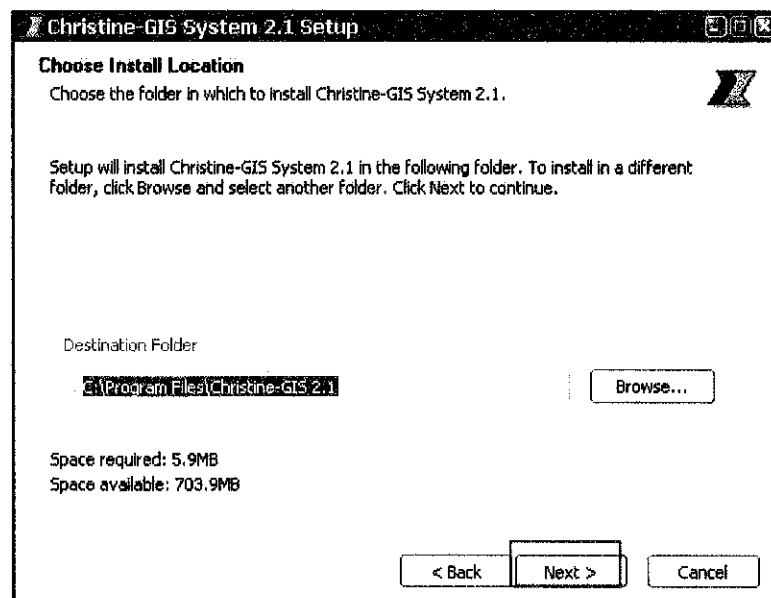 Christine-GIS System 2.1 Setup
Choose Install Location
Choose the folder in which to install Christine-GIS System 2.1.
Setup will install Christine-GIS System 2.1 in the following folder. To install in a different
folder, click Browse and select another folder. Click Next to continue.
Destination Folder
C:\Program Files\Christine-GIS 2.1
Browse...
Space required: 5.9MB
Space available: 703.9MB
< Back Next > Cancel